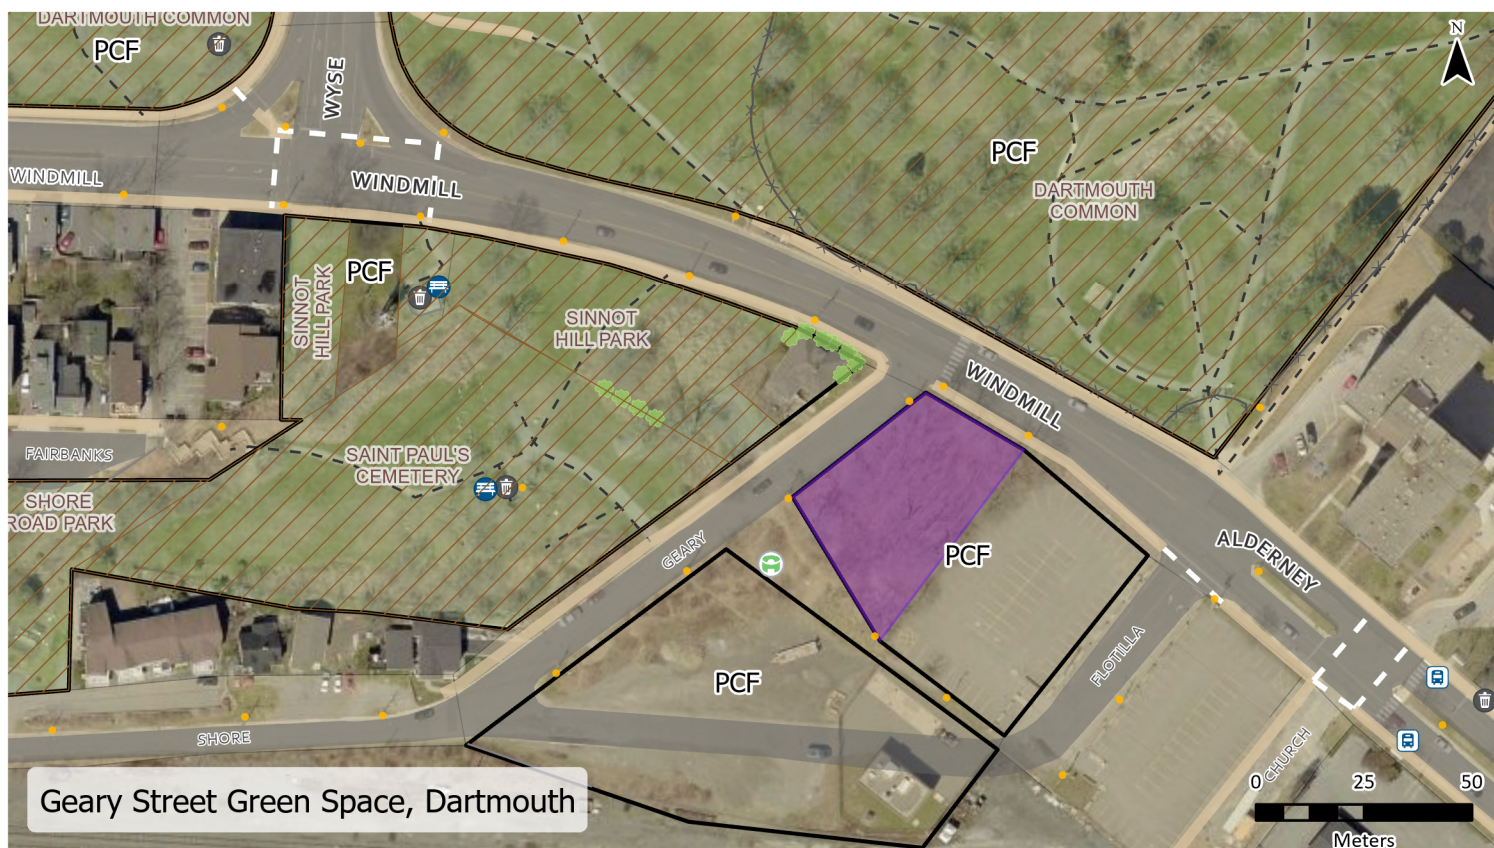 DARTMOUTH COMMON
PCF
N
WYSE
PCF
WINDMILL
WINDMILL
DARTMOUTH
COMMON
PCF
SINNOT
HILL PARK
SINNOT
HILL PARK
WINDMILL
FAIRBANKS
SAINT PAUL'S
CEMETERY
SHORE
ROAD PARK
GEARY
PCF
ALDERNEY
FLOTILLA
PCF
SHORE
CHURCH
0 25 50
Meters
Geary Street Green Space, Dartmouth